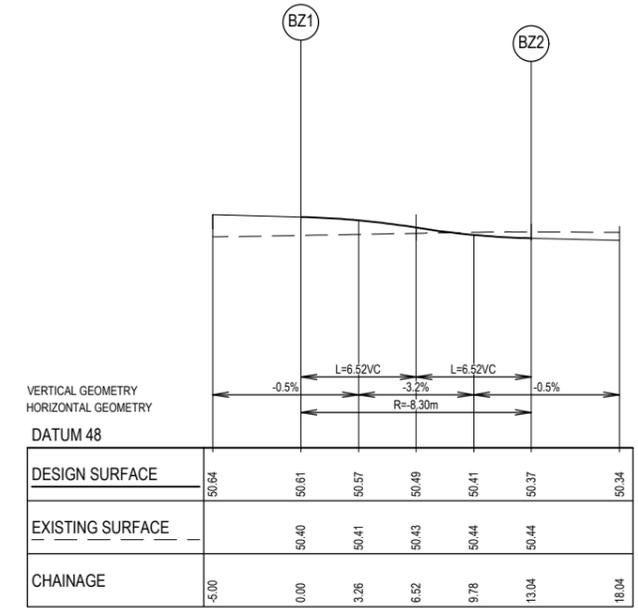 BZ1
BZ2
L=6.52VC L=6.52VC
VERTICAL GEOMETRY -0.5% -3.2% -0.5%
HORIZONTAL GEOMETRY R=-8.30m
DATUM 48
DESIGN SURFACE 50.64 50.61 50.57 50.49 50.41 50.37 50.34
EXISTING SURFACE 50.40 50.41 50.43 50.44 50.44
CHAINAGE -5.00 0.00 3.26 6.52 9.78 13.04 18.04